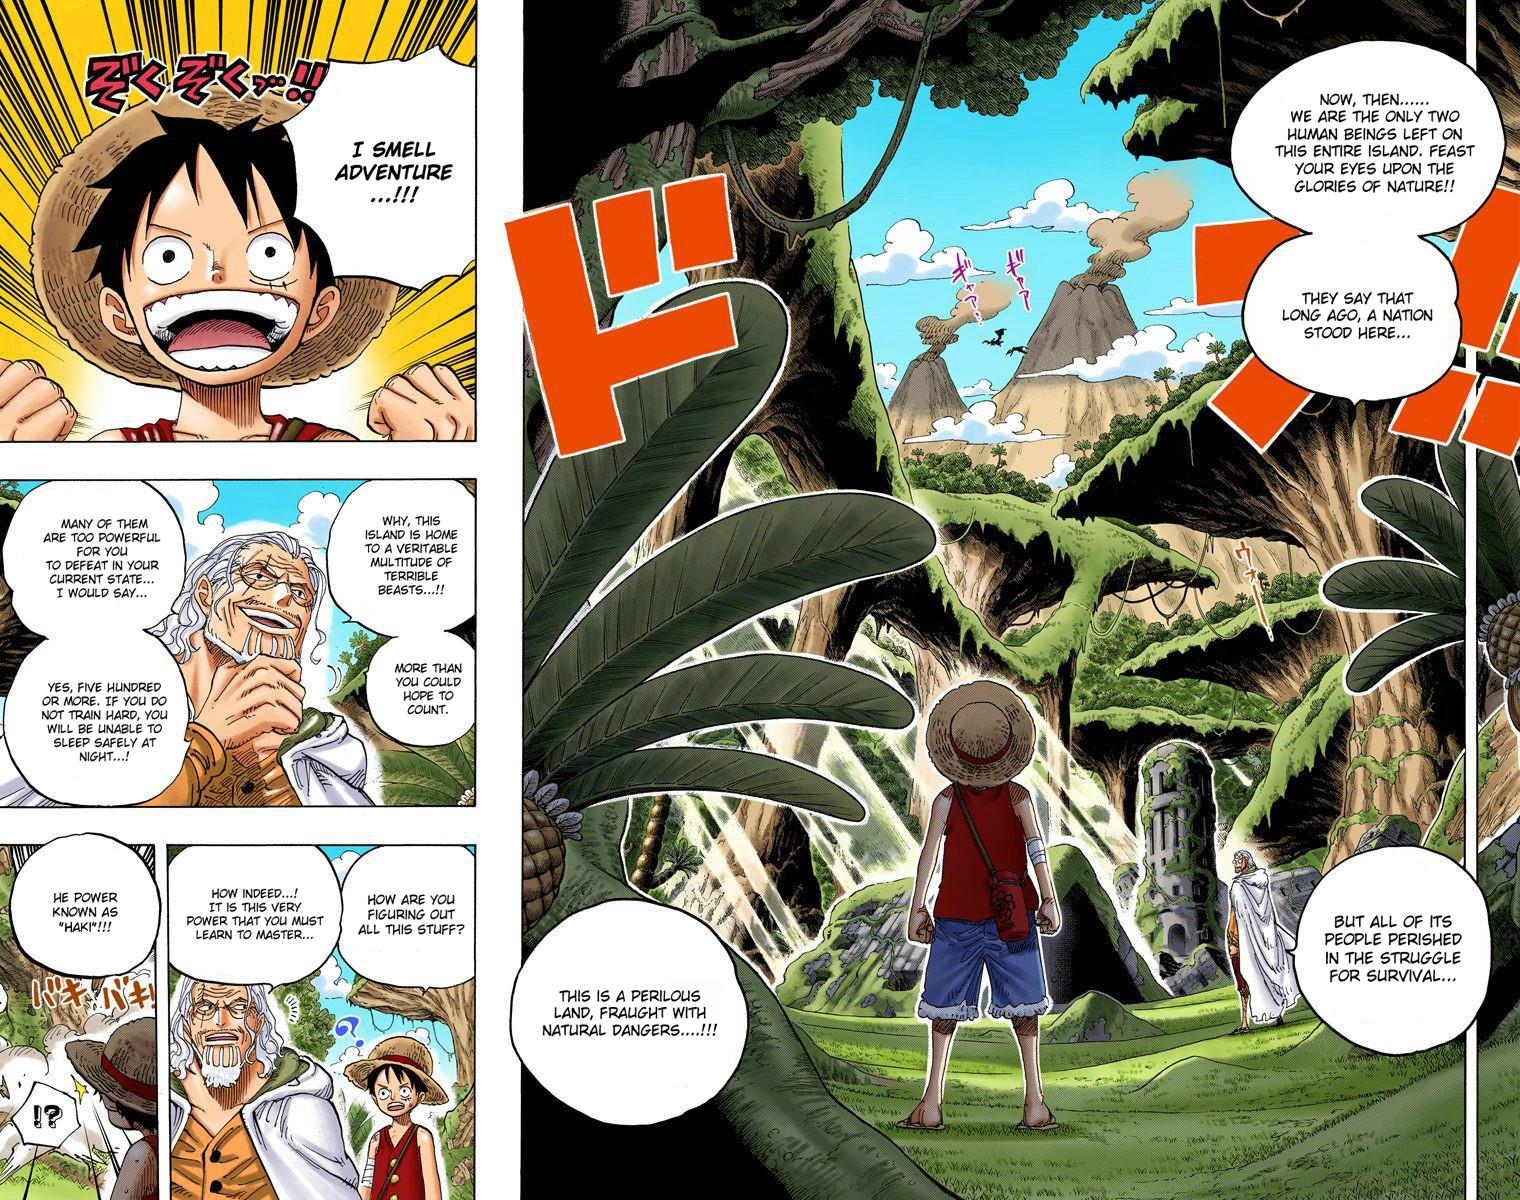 NOW, THEN......
WE ARE THE ONLY TWO
HUMAN BEINGS LEFT ON
THIS ENTIRE ISLAND. FEAST
YOUR EYES UPON THE
GLORIES OF NATURE!!
THEY SAY THAT
LONG AGO, A NATION
STOOD HERE...
ギャア
ギャアー
ウォー
ド
BUT ALL OF ITS
PEOPLE PERISHED
IN THE STRUGGLE
FOR SURVIVAL...
THIS IS A PERILOUS
LAND, FRAUGHT WITH
NATURAL DANGERS....!!!
ぞくぞくっ…!!
I SMELL
ADVENTURE
...!!!
WHY, THIS
ISLAND IS HOME
TO A VERITABLE
MULTITUDE OF
TERRIBLE
BEASTS...!!
MORE THAN
YOU COULD
HOPE TO
COUNT.
MANY OF THEM
ARE TOO POWERFUL
FOR YOU
TO DEFEAT IN YOUR
CURRENT STATE...
I WOULD SAY...
YES, FIVE HUNDRED
OR MORE. IF YOU DO
NOT TRAIN HARD, YOU
WILL BE UNABLE TO
SLEEP SAFELY AT
NIGHT...!
HOW ARE YOU
FIGURING OUT
ALL THIS STUFF?
?
HOW INDEED...!
IT IS THIS VERY
POWER THAT YOU MUST
LEARN TO MASTER...
HE POWER
KNOWN AS
"HAKI"!!!
バキバキ!
!?